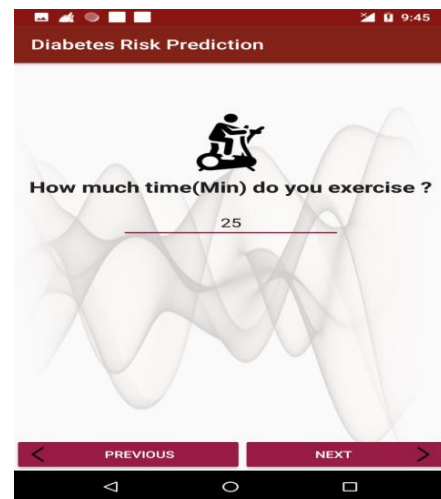 9:45
Diabetes Risk Prediction
How much time(Min) do you exercise ?
25
PREVIOUS
NEXT